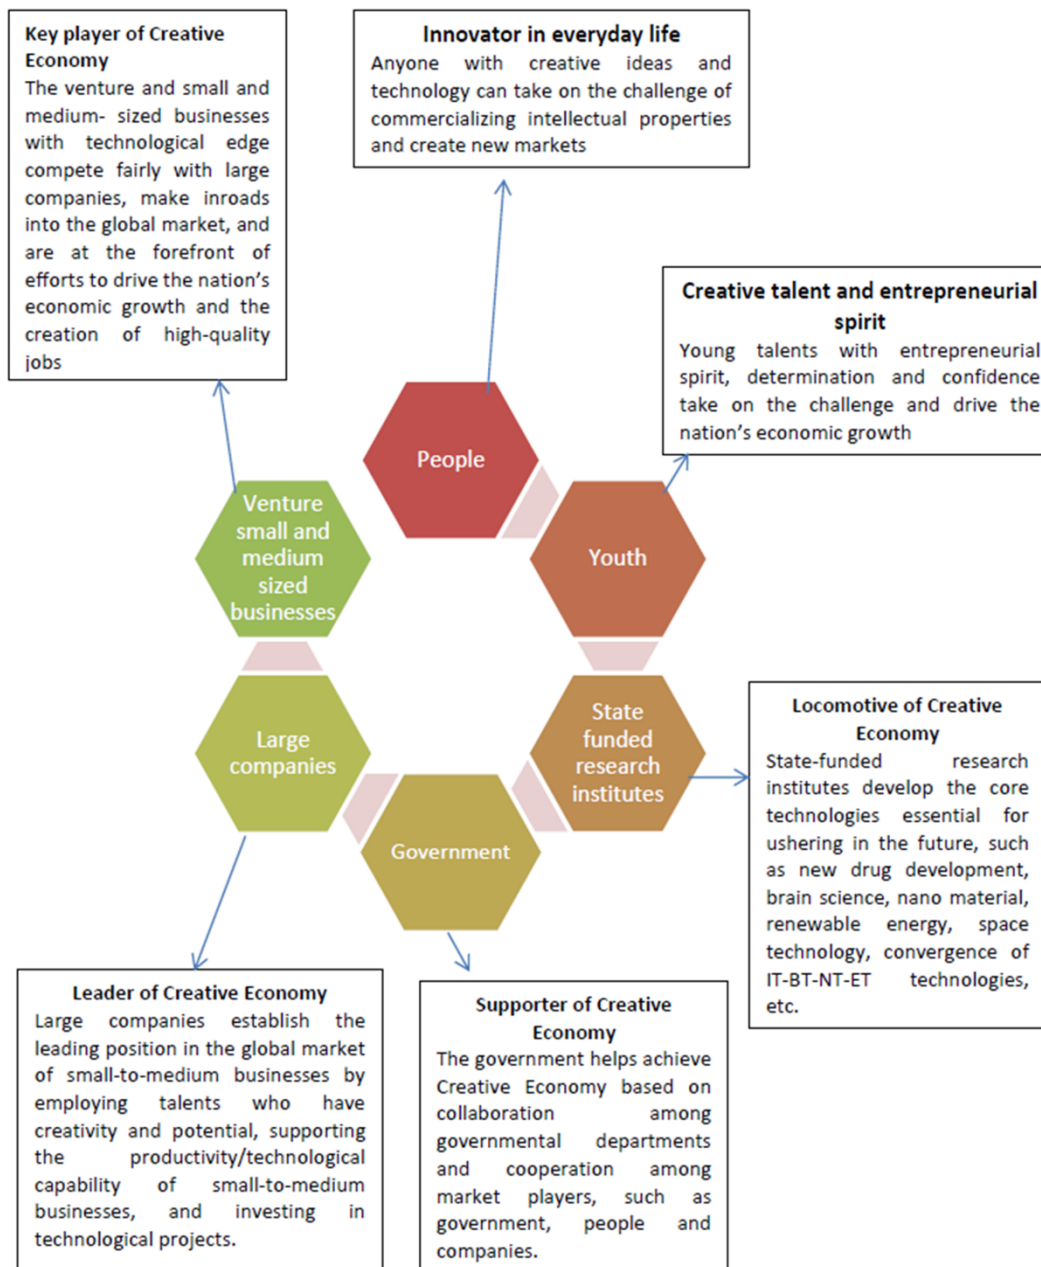 Key player of Creative
Economy
The venture and small and
medium- sized businesses
with technological edge
compete fairly with large
companies, make inroads
into the global market, and
are at the forefront of
efforts to drive the nation's
economic growth and the
creation of high-quality
jobs
Innovator in everyday life
Anyone with creative ideas and
technology can take on the challenge of
commercializing intellectual properties
and create new markets
Creative talent and entrepreneurial
spirit
Young talents with entrepreneurial
spirit, determination and confidence
take on the challenge and drive the
nation's economic growth
People
Venture
small and
medium
sized
businesses
Youth
Large
companies
State
funded
research
institutes
Government
Locomotive of Creative
Economy
State-funded research
institutes develop the core
technologies essential for
ushering in the future, such
as new drug development,
brain science, nano material,
renewable energy, space
technology, convergence of
IT-BT-NT-ET technologies,
etc.
Leader of Creative Economy
Large companies establish the
leading position in the global market
of small-to-medium businesses by
employing talents who have
creativity and potential, supporting
the productivity/technological
capability of small-to-medium
businesses, and investing in
technological projects.
Supporter of Creative
Economy
The government helps achieve
Creative Economy based on
collaboration among
governmental departments
and cooperation among
market players, such as
government, people and
companies.